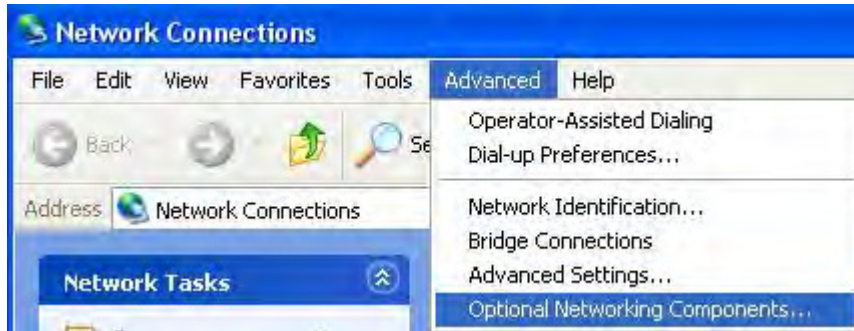 Network Connections
File Edit View Favorites Tools Advanced Help
Operator-Assisted Dialing
Back Se
Dial-up Preferences...
Address Network Connections
Network Identification...
Bridge Connections
Network Tasks
Advanced Settings...
Optional Networking Components...